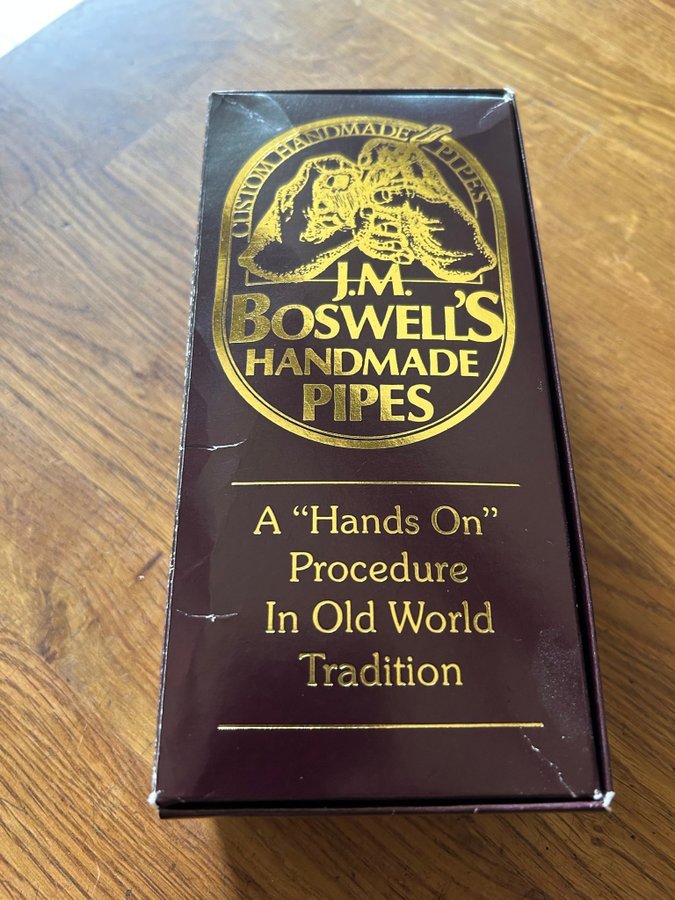 CUSTOM HANDMADE PIPES
J.M.
BOSWELL'S
HANDMADE
PIPES
A “Hands On”
Procedure
In Old World
Tradition